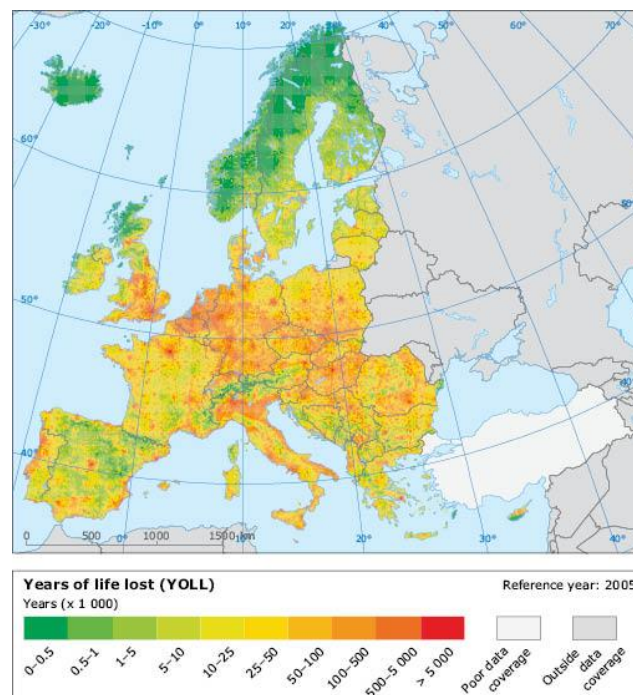 -30° -20° -10° 0° 10° 20° 30° 40° 50° 60°
60°
50°
50°
40°
40°
0 500 1000 1500 km
0° 10° 20° 30° 40°
Years of life lost (YOLL)
Reference year: 2005
Years (x 1 000)
0–0.5
0.5–1
1–5
5–10
10–25
25–50
50–100
100–500
500–5 000
> 5 000
Poor data
coverage
Outside
data
coverage